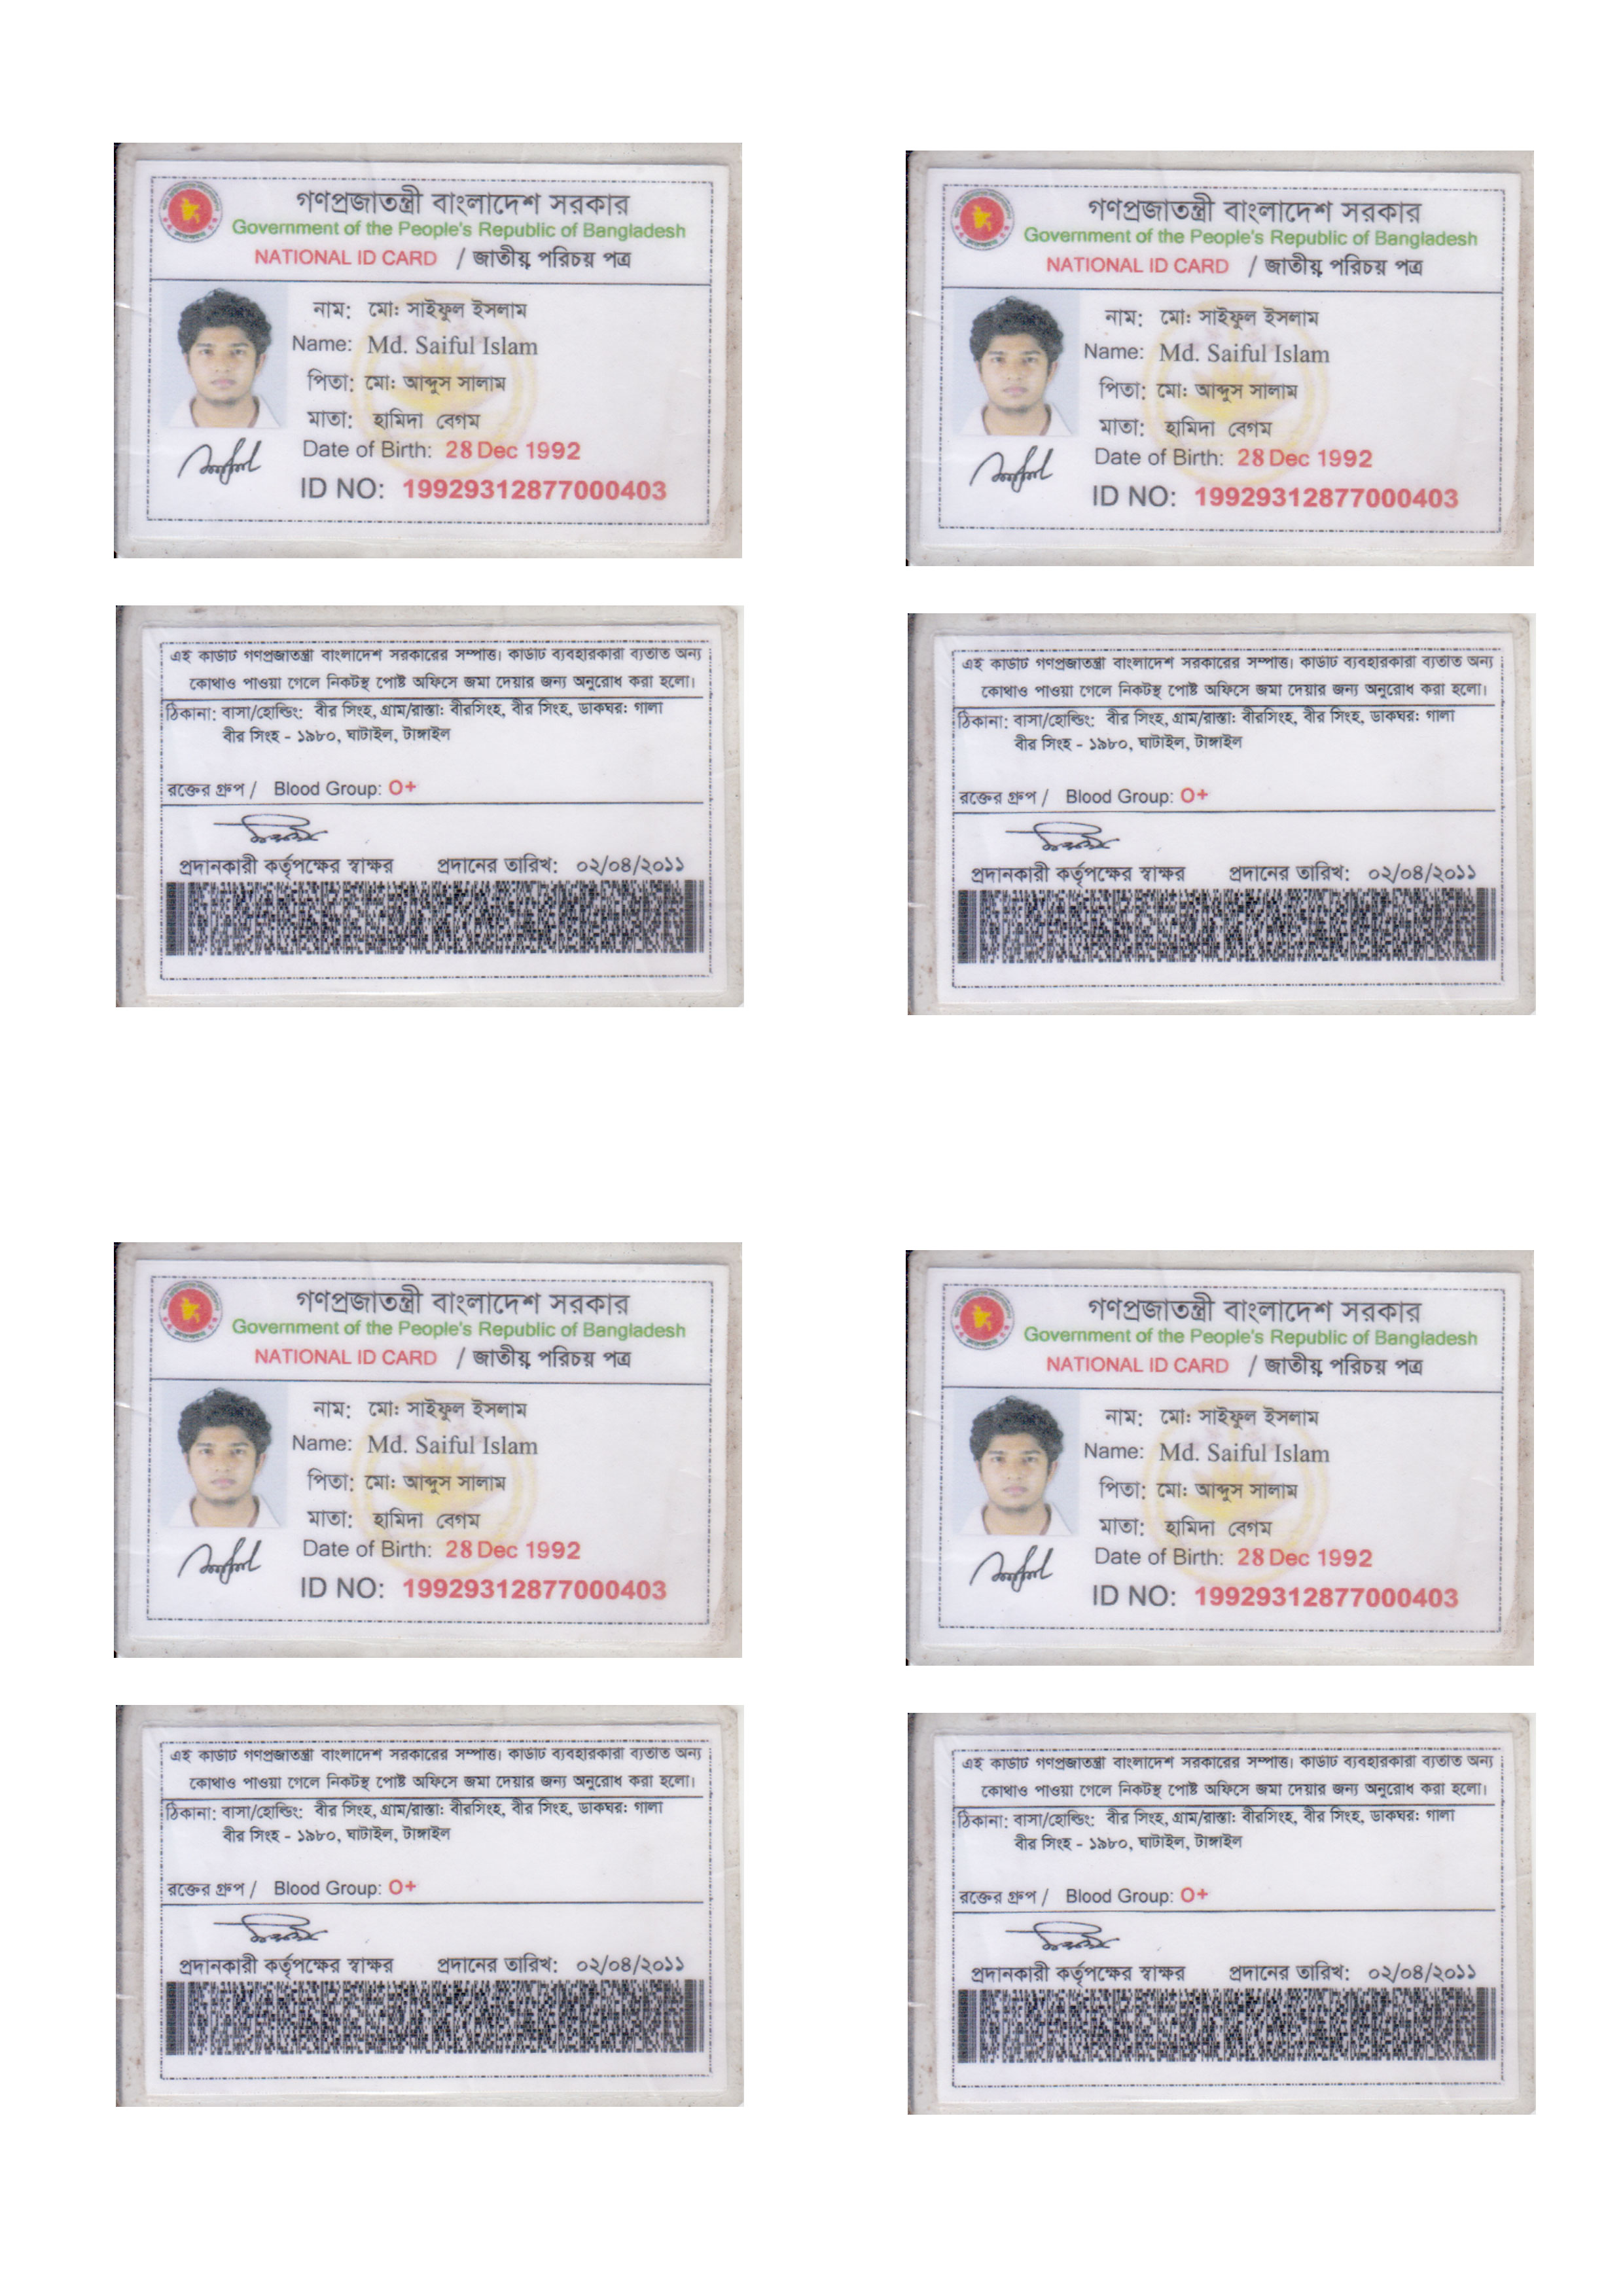 গণপ্রজাতন্ত্রী বাংলাদেশ সরকার
Government of the People's Republic of Bangladesh
NATIONAL ID CARD / জাতীয় পরিচয় পত্র
নাম: মোঃ সাইফুল ইসলাম
Name: Md. Saiful Islam
পিতা: মোঃ আব্দুস সালাম
মাতা: হামিদা বেগম
Date of Birth: 28 Dec 1992
ID NO: 19929312877000403
গণপ্রজাতন্ত্রী বাংলাদেশ সরকার
Government of the People's Republic of Bangladesh
NATIONAL ID CARD / জাতীয় পরিচয় পত্র
নাম: মোঃ সাইফুল ইসলাম
Name: Md. Saiful Islam
পিতা: মোঃ আব্দুস সালাম
মাতা: হামিদা বেগম
Date of Birth: 28 Dec 1992
ID NO: 19929312877000403
এই কার্ডটি গণপ্রজাতন্ত্রী বাংলাদেশ সরকারের সম্পত্তি। কার্ডটি ব্যবহারকারী ব্যতীত অন্য
কোথাও পাওয়া গেলে নিকটস্থ পোষ্ট অফিসে জমা দেয়ার জন্য অনুরোধ করা হলো।
ঠিকানা: বাসা/হোল্ডিং: বীর সিংহ, গ্রাম/রাস্তা: বীরসিংহ, বীর সিংহ, ডাকঘর: গালা
বীর সিংহ - ১৯৮০, ঘাটাইল, টাঙ্গাইল
রক্তের গ্রুপ / Blood Group: O+
প্রদানকারী কর্তৃপক্ষের স্বাক্ষর প্রদানের তারিখ: ০২/০৪/২০১১
এই কার্ডটি গণপ্রজাতন্ত্রী বাংলাদেশ সরকারের সম্পত্তি। কার্ডটি ব্যবহারকারী ব্যতীত অন্য
কোথাও পাওয়া গেলে নিকটস্থ পোষ্ট অফিসে জমা দেয়ার জন্য অনুরোধ করা হলো।
ঠিকানা: বাসা/হোল্ডিং: বীর সিংহ, গ্রাম/রাস্তা: বীরসিংহ, বীর সিংহ, ডাকঘর: গালা
বীর সিংহ - ১৯৮০, ঘাটাইল, টাঙ্গাইল
রক্তের গ্রুপ / Blood Group: O+
প্রদানকারী কর্তৃপক্ষের স্বাক্ষর প্রদানের তারিখ: ০২/০৪/২০১১
গণপ্রজাতন্ত্রী বাংলাদেশ সরকার
Government of the People's Republic of Bangladesh
NATIONAL ID CARD / জাতীয় পরিচয় পত্র
নাম: মোঃ সাইফুল ইসলাম
Name: Md. Saiful Islam
পিতা: মোঃ আব্দুস সালাম
মাতা: হামিদা বেগম
Date of Birth: 28 Dec 1992
ID NO: 19929312877000403
গণপ্রজাতন্ত্রী বাংলাদেশ সরকার
Government of the People's Republic of Bangladesh
NATIONAL ID CARD / জাতীয় পরিচয় পত্র
নাম: মোঃ সাইফুল ইসলাম
Name: Md. Saiful Islam
পিতা: মোঃ আব্দুস সালাম
মাতা: হামিদা বেগম
Date of Birth: 28 Dec 1992
ID NO: 19929312877000403
এই কার্ডটি গণপ্রজাতন্ত্রী বাংলাদেশ সরকারের সম্পত্তি। কার্ডটি ব্যবহারকারী ব্যতীত অন্য
কোথাও পাওয়া গেলে নিকটস্থ পোষ্ট অফিসে জমা দেয়ার জন্য অনুরোধ করা হলো।
ঠিকানা: বাসা/হোল্ডিং: বীর সিংহ, গ্রাম/রাস্তা: বীরসিংহ, বীর সিংহ, ডাকঘর: গালা
বীর সিংহ - ১৯৮০, ঘাটাইল, টাঙ্গাইল
রক্তের গ্রুপ / Blood Group: O+
প্রদানকারী কর্তৃপক্ষের স্বাক্ষর প্রদানের তারিখ: ০২/০৪/২০১১
এই কার্ডটি গণপ্রজাতন্ত্রী বাংলাদেশ সরকারের সম্পত্তি। কার্ডটি ব্যবহারকারী ব্যতীত অন্য
কোথাও পাওয়া গেলে নিকটস্থ পোষ্ট অফিসে জমা দেয়ার জন্য অনুরোধ করা হলো।
ঠিকানা: বাসা/হোল্ডিং: বীর সিংহ, গ্রাম/রাস্তা: বীরসিংহ, বীর সিংহ, ডাকঘর: গালা
বীর সিংহ - ১৯৮০, ঘাটাইল, টাঙ্গাইল
রক্তের গ্রুপ / Blood Group: O+
প্রদানকারী কর্তৃপক্ষের স্বাক্ষর প্রদানের তারিখ: ০২/০৪/২০১১